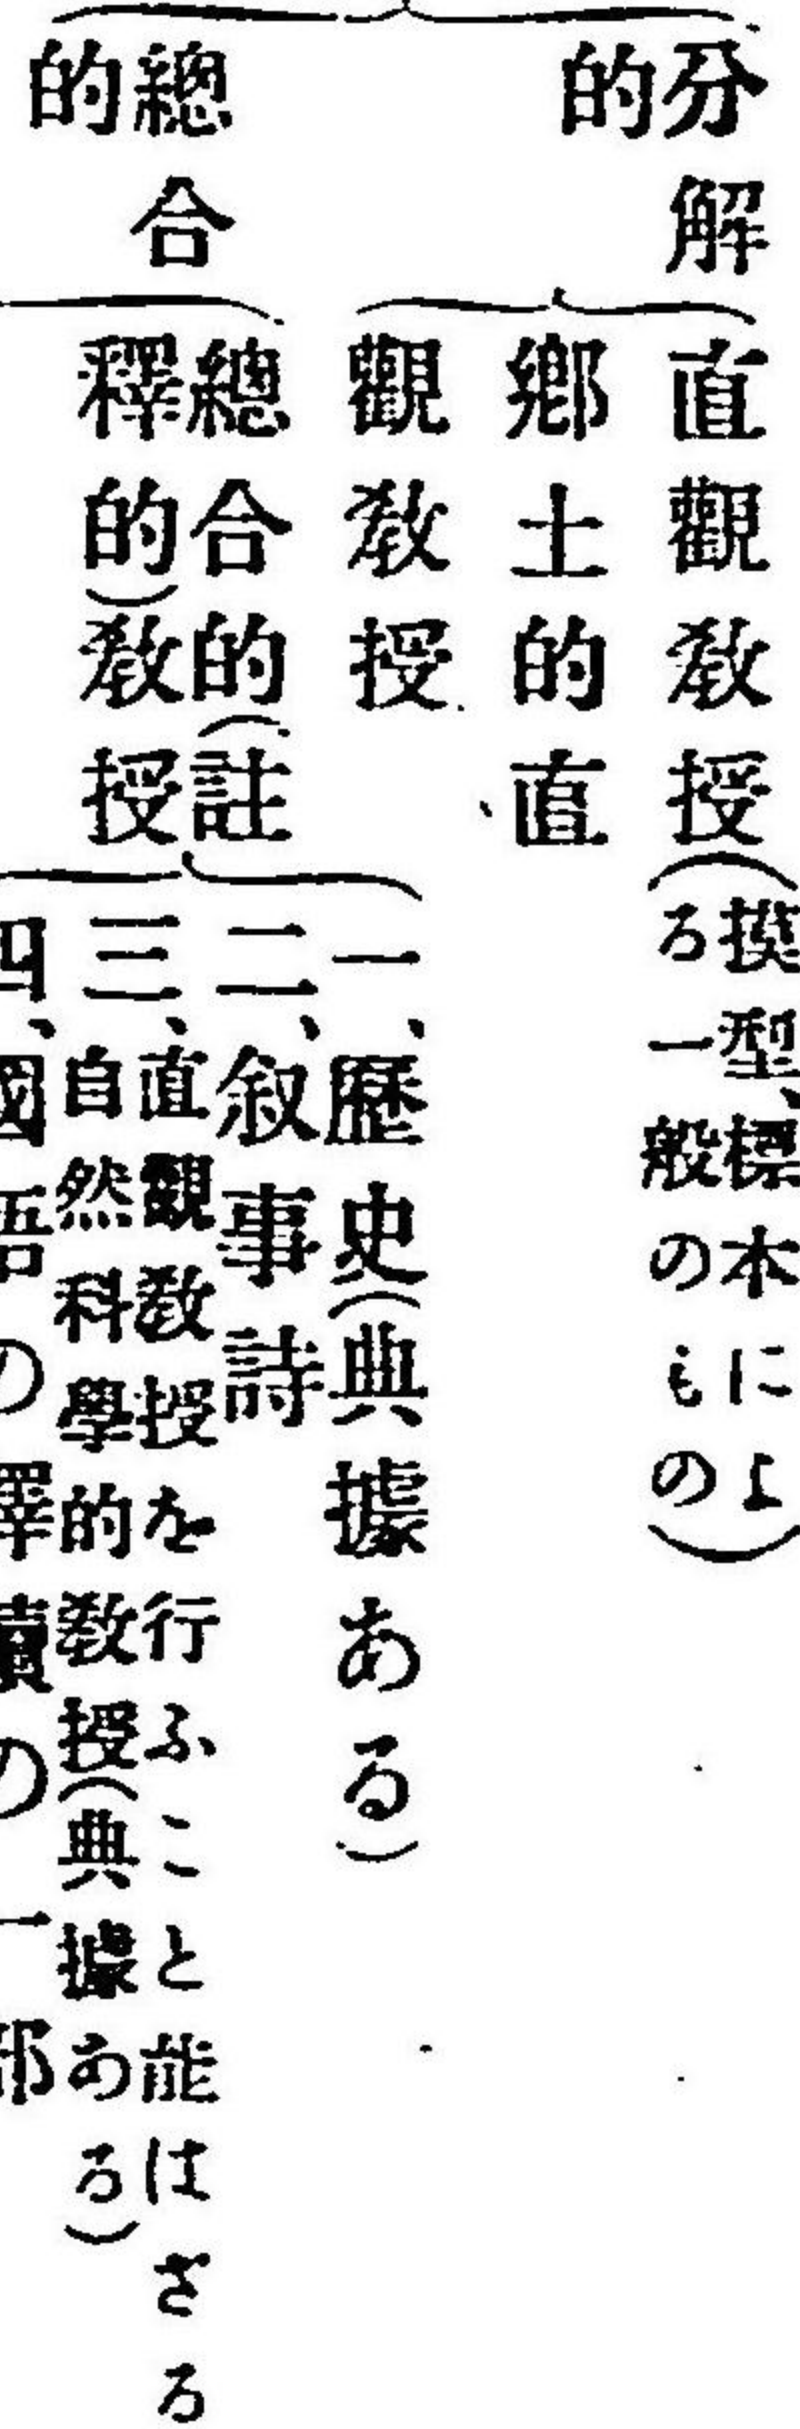 分解
的
直觀教授(摸型、標本によ
る一般のもの)
鄕土的直
觀教授
總合
的
總合的(註
釋的)教授
一、歷史(典據ある)
二、叙事詩
三、直觀教授を行ふこと能はざる
自然科學的教授(典據ある)
四、國語の釋讀の一部